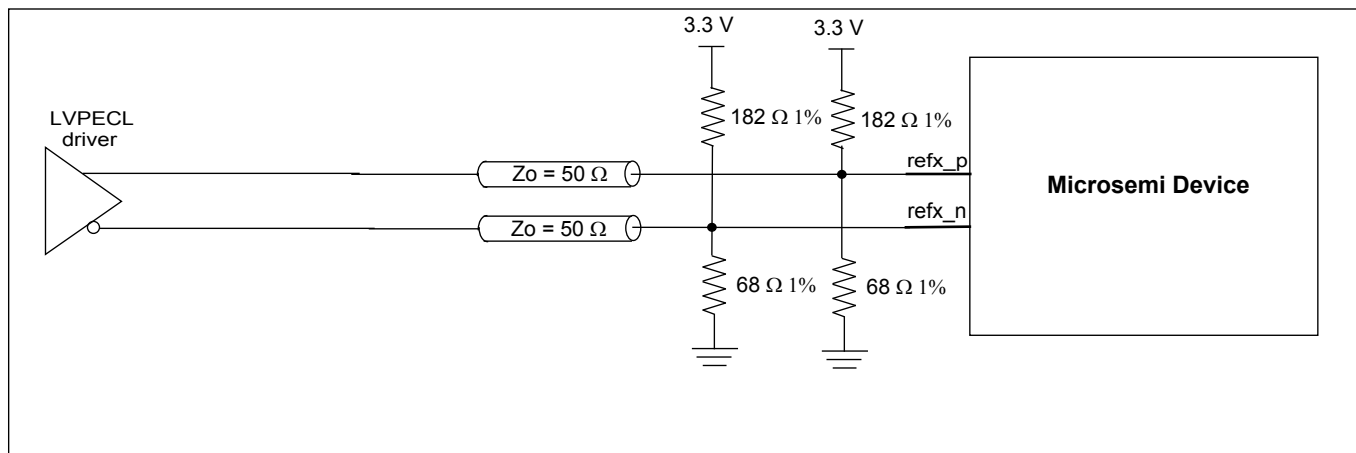 3.3 V
3.3 V
LVPECL
driver
182 Ω 1%
182 Ω 1%
Zo = 50 Ω
refx_p
Microsemi Device
Zo = 50 Ω
refx_n
68 Ω 1%
68 Ω 1%